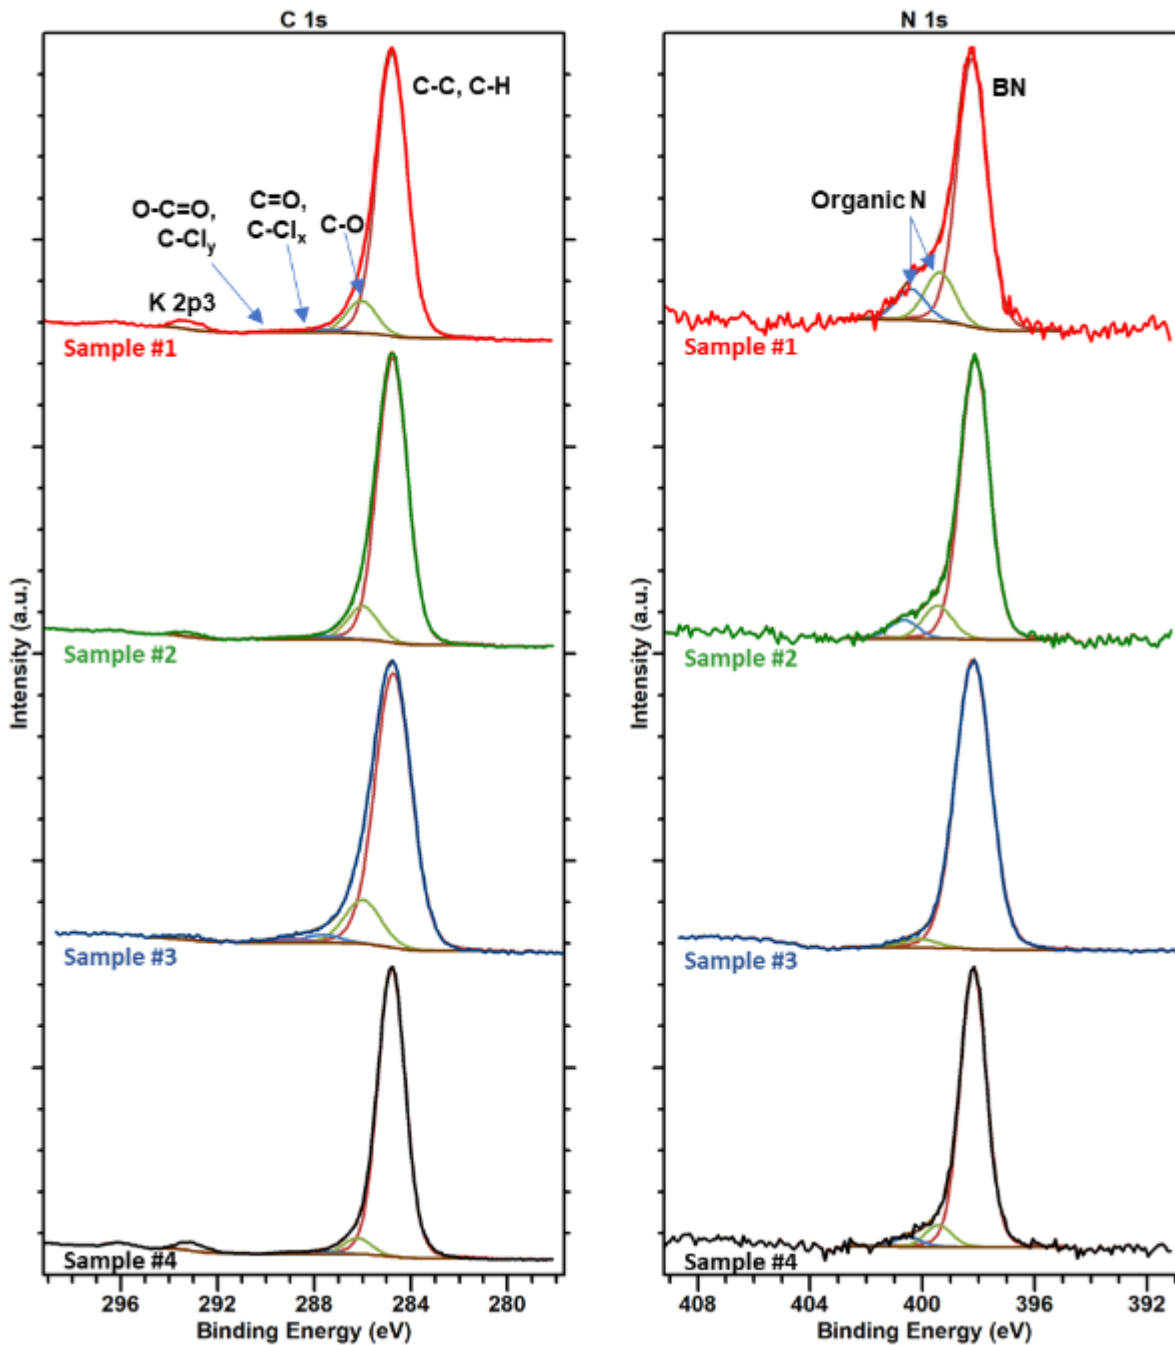 C 1s
C-C, C-H
O-C=O,
C-Cly
C=O,
C-Clx
C-O
K 2p3
Sample #1
Sample #2
Sample #3
Sample #4
Intensity (a.u.)
296 292 288 284 280
Binding Energy (eV)
N 1s
BN
Organic N
Sample #1
Sample #2
Sample #3
Sample #4
Intensity (a.u.)
408 404 400 396 392
Binding Energy (eV)